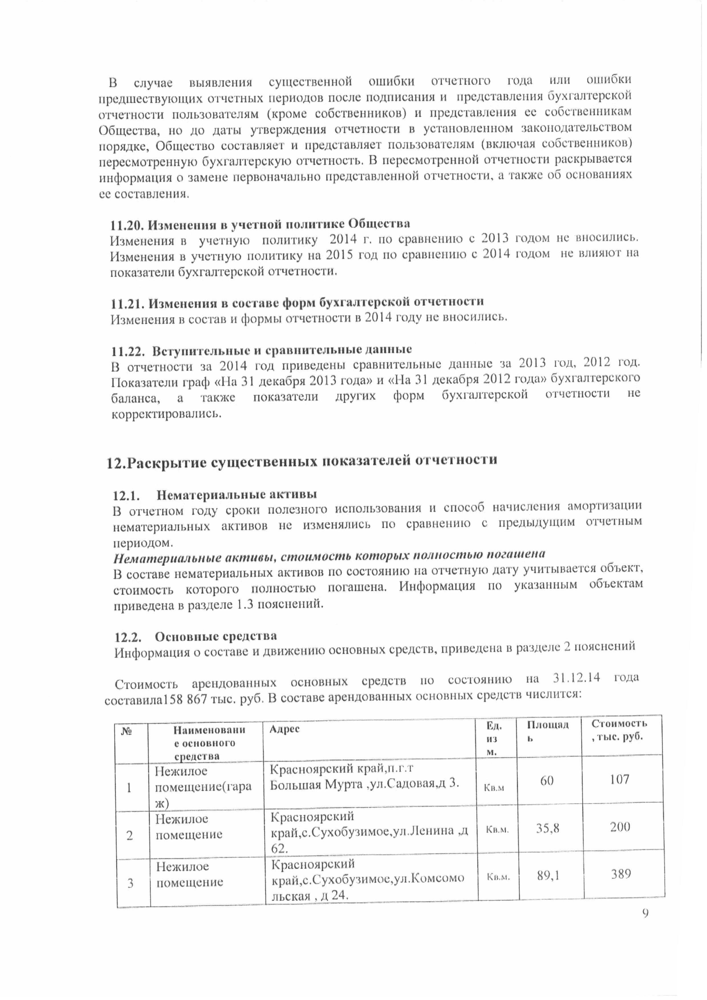 В случае выявления существенной ошибки отчетного года или ошибки
предшествующих отчетных периодов после подписания и представления бухгалтерской
отчетности пользователям (кроме собственников) и представления ее собственникам
Общества, но до даты утверждения отчетности в установленном законодательством
порядке, Общество составляет и представляет пользователям (включая собственников)
пересмотренную бухгалтерскую отчетность. В пересмотренной отчетности раскрывается
информация о замене первоначально представленной отчетности, а также об основаниях
ее составления.
11.20. Изменения в учетной политике Общества
Изменения в учетную политику 2014 г. по сравнению с 2013 годом не вносились.
Изменения в учетную политику на 2015 год по сравнению с 2014 годом не влияют на
показатели бухгалтерской отчетности.
11.21. Изменения в составе форм бухгалтерской отчетности
Изменения в состав и формы отчетности в 2014 году не вносились.
11.22. Вступительные и сравнительные данные
В отчетности за 2014 год приведены сравнительные данные за 2013 год, 2012 год.
Показатели граф «На 31 декабря 2013 года» и «На 31 декабря 2012 года» бухгалтерского
баланса, а также показатели других форм бухгалтерской отчетности не
корректировались.
12.Раскрытие существенных показателей отчетности
12.1. Нематериальные активы
В отчетном году сроки полезного использования и способ начисления амортизации
нематериальных активов не изменялись по сравнению с предыдущим отчетным
периодом.
Нематериальные активы, стоимость которых полностью погашена
В составе нематериальных активов по состоянию на отчетную дату учитывается объект,
стоимость которого полностью погашена. Информация по указанным объектам
приведена в разделе 1.3 пояснений.
12.2. Основные средства
Информация о составе и движению основных средств, приведена в разделе 2 пояснений
Стоимость арендованных основных средств по состоянию на 31.12.14 года
составила158 867 тыс. руб. В составе арендованных основных средств числится:
№ Наименовани Адрес Ед. Площад Стоимость
е основного из ь , тыс. руб.
средства м.
Нежилое Красноярский край,п.г.т
1 помещение(гара Большая Мурта ,ул.Садовая,д 3. Кв.м 60 107
ж)
Нежилое Красноярский
2 помещение край,с.Сухобузимое,ул.Ленина ,д Кв.м. 35,8 200
62.
Нежилое Красноярский
3 помещение край,с.Сухобузимое,ул.Комсомо Кв.м. 89,1 389
льская , д 24.
9